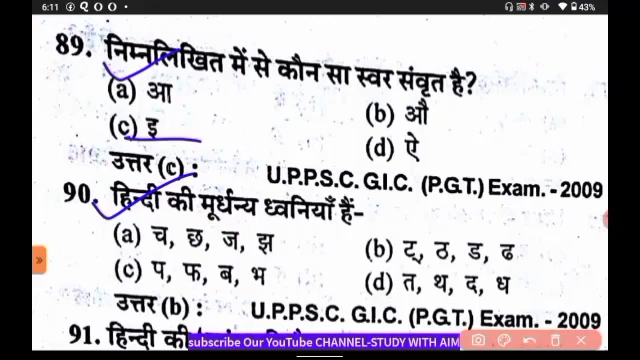 6:11
43%
89. निम्नलिखित में से कौन सा स्वर संवृत है?
(a) आ (b) औ
(c) इ (d) ऐ
उत्तर (c) : U.P.P.S.C. G.I.C. (P.G.T.) Exam. - 2009
90. हिन्दी की मूर्धन्य ध्वनियाँ हैं-
(a) च, छ, ज, झ (b) ट्, ठ, ड, ढ
(c) प, फ, ब, भ (d) त, थ, द, ध
उत्तर (b) : U.P.P.S.C. G.I.C. (P.G.T.) Exam. - 2009
91. हिन्दी की
subscribe Our YouTube CHANNEL-STUDY WITH AIM